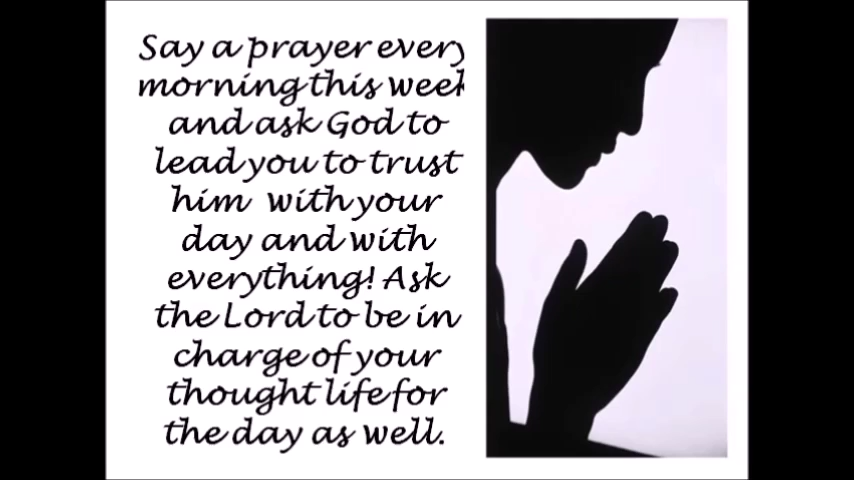 Say a prayer every
morning this week
and ask God to
lead you to trust
him with your
day and with
everything! Ask
the Lord to be in
charge of your
thought life for
the day as well.